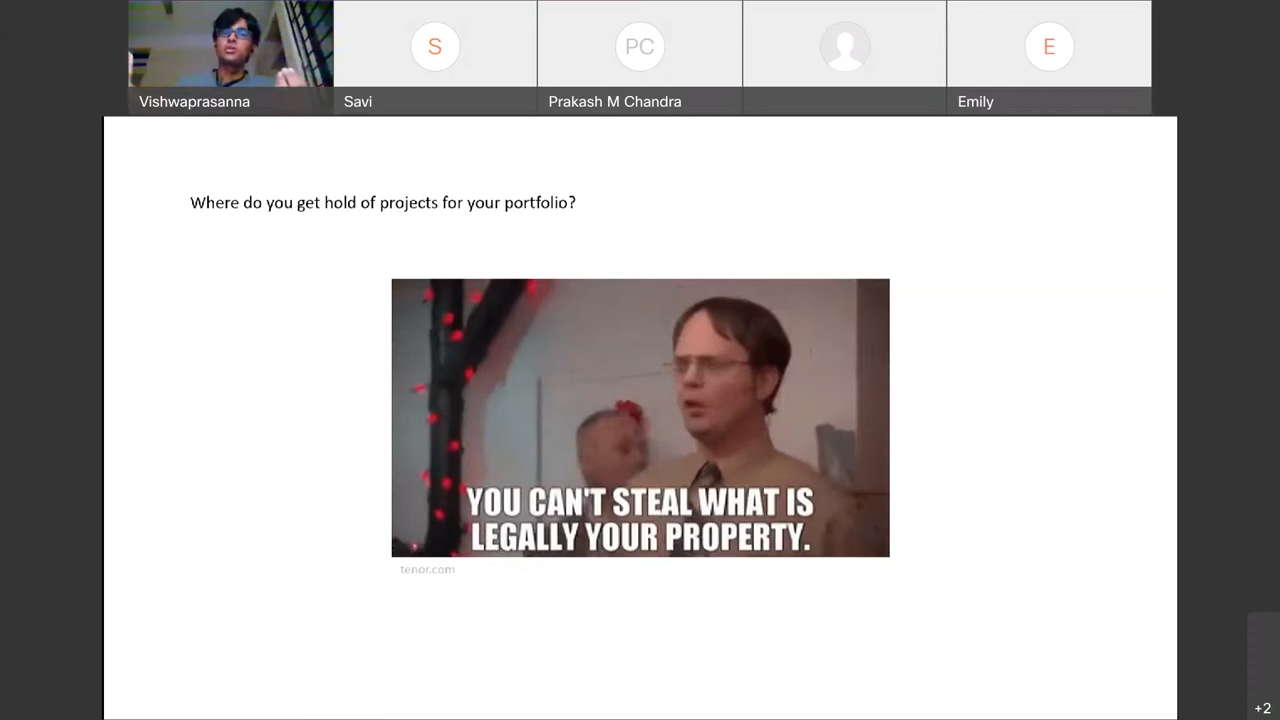 S
PC
E
Vishwaprasanna
Savi
Prakash M Chandra
Emily
Where do you get hold of projects for your portfolio?
YOU CAN'T STEAL WHAT IS
LEGALLY YOUR PROPERTY.
tenor.com
+2